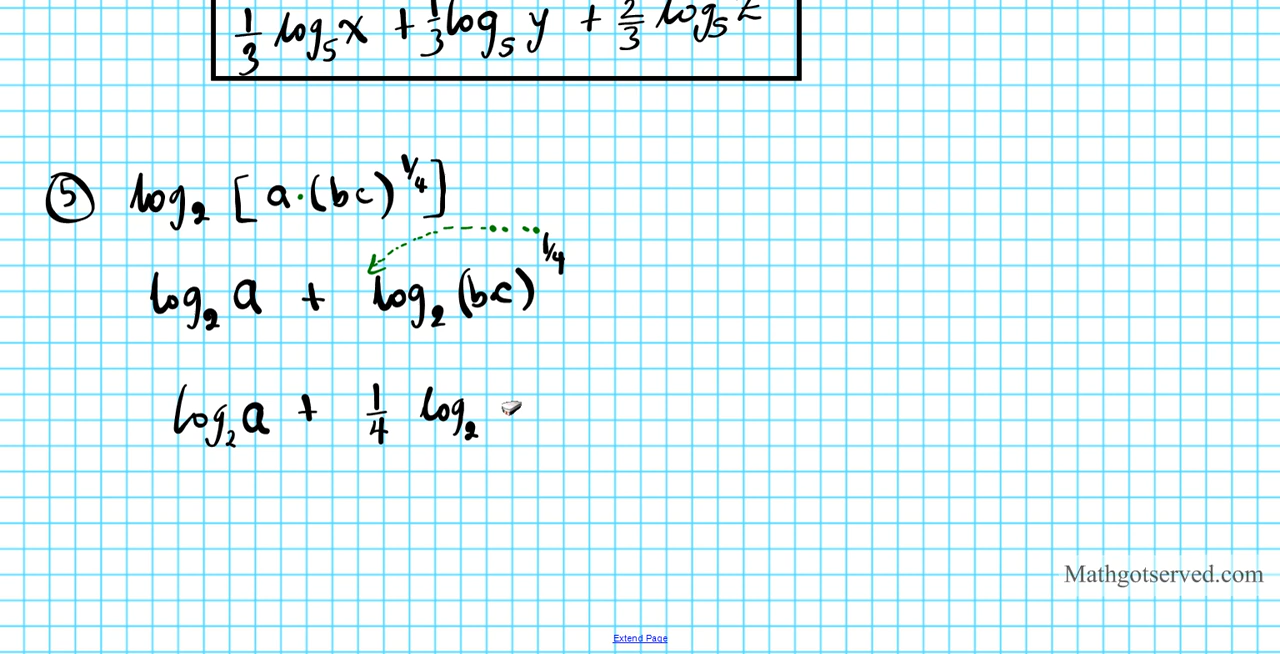 1/3 log₅x + 1/3 log₅ y + 2/3 log₅ z
⑤ log₂ [a·(bc)^1/4]
log₂ a + log₂ (bc)^1/4
log₂ a + 1/4 log₂
Mathgotserved.com
Extend Page